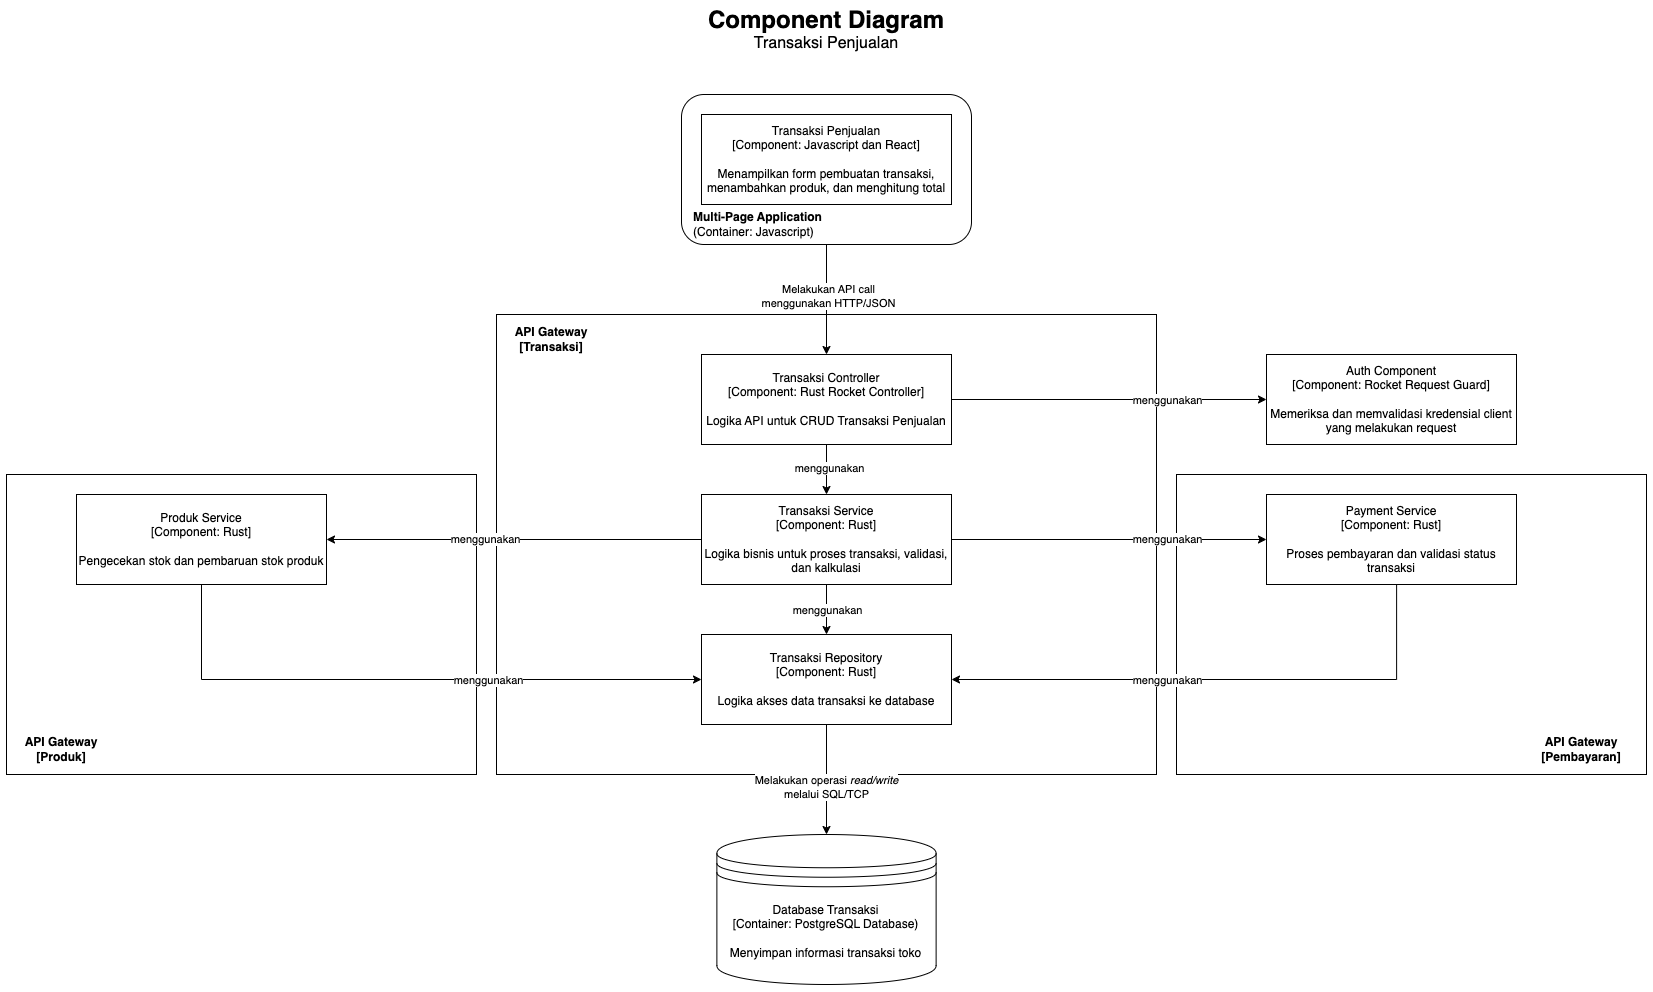 Component Diagram
Transaksi Penjualan
Transaksi Penjualan
[Component: Javascript dan React]
Menampilkan form pembuatan transaksi,
menambahkan produk, dan menghitung total
Multi-Page Application
(Container: Javascript)
Melakukan API call
menggunakan HTTP/JSON
API Gateway
[Transaksi]
Transaksi Controller
[Component: Rust Rocket Controller]
Logika API untuk CRUD Transaksi Penjualan
menggunakan
Auth Component
[Component: Rocket Request Guard]
Memeriksa dan memvalidasi kredensial client
yang melakukan request
menggunakan
Produk Service
[Component: Rust]
Pengecekan stok dan pembaruan stok produk
menggunakan
Transaksi Service
[Component: Rust]
Logika bisnis untuk proses transaksi, validasi,
dan kalkulasi
menggunakan
Payment Service
[Component: Rust]
Proses pembayaran dan validasi status
transaksi
menggunakan
menggunakan
Transaksi Repository
[Component: Rust]
Logika akses data transaksi ke database
menggunakan
API Gateway
[Produk]
API Gateway
[Pembayaran]
Melakukan operasi read/write
melalui SQL/TCP
Database Transaksi
[Container: PostgreSQL Database)
Menyimpan informasi transaksi toko